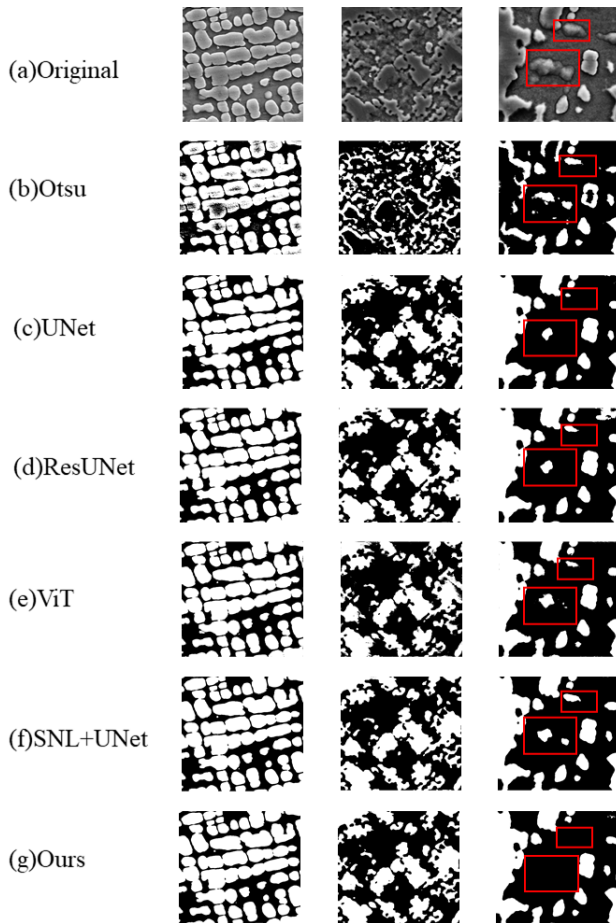 (a)Original
(b)Otsu
(c)UNet
(d)ResUNet
(e)ViT
(f)SNL+UNet
(g)Ours